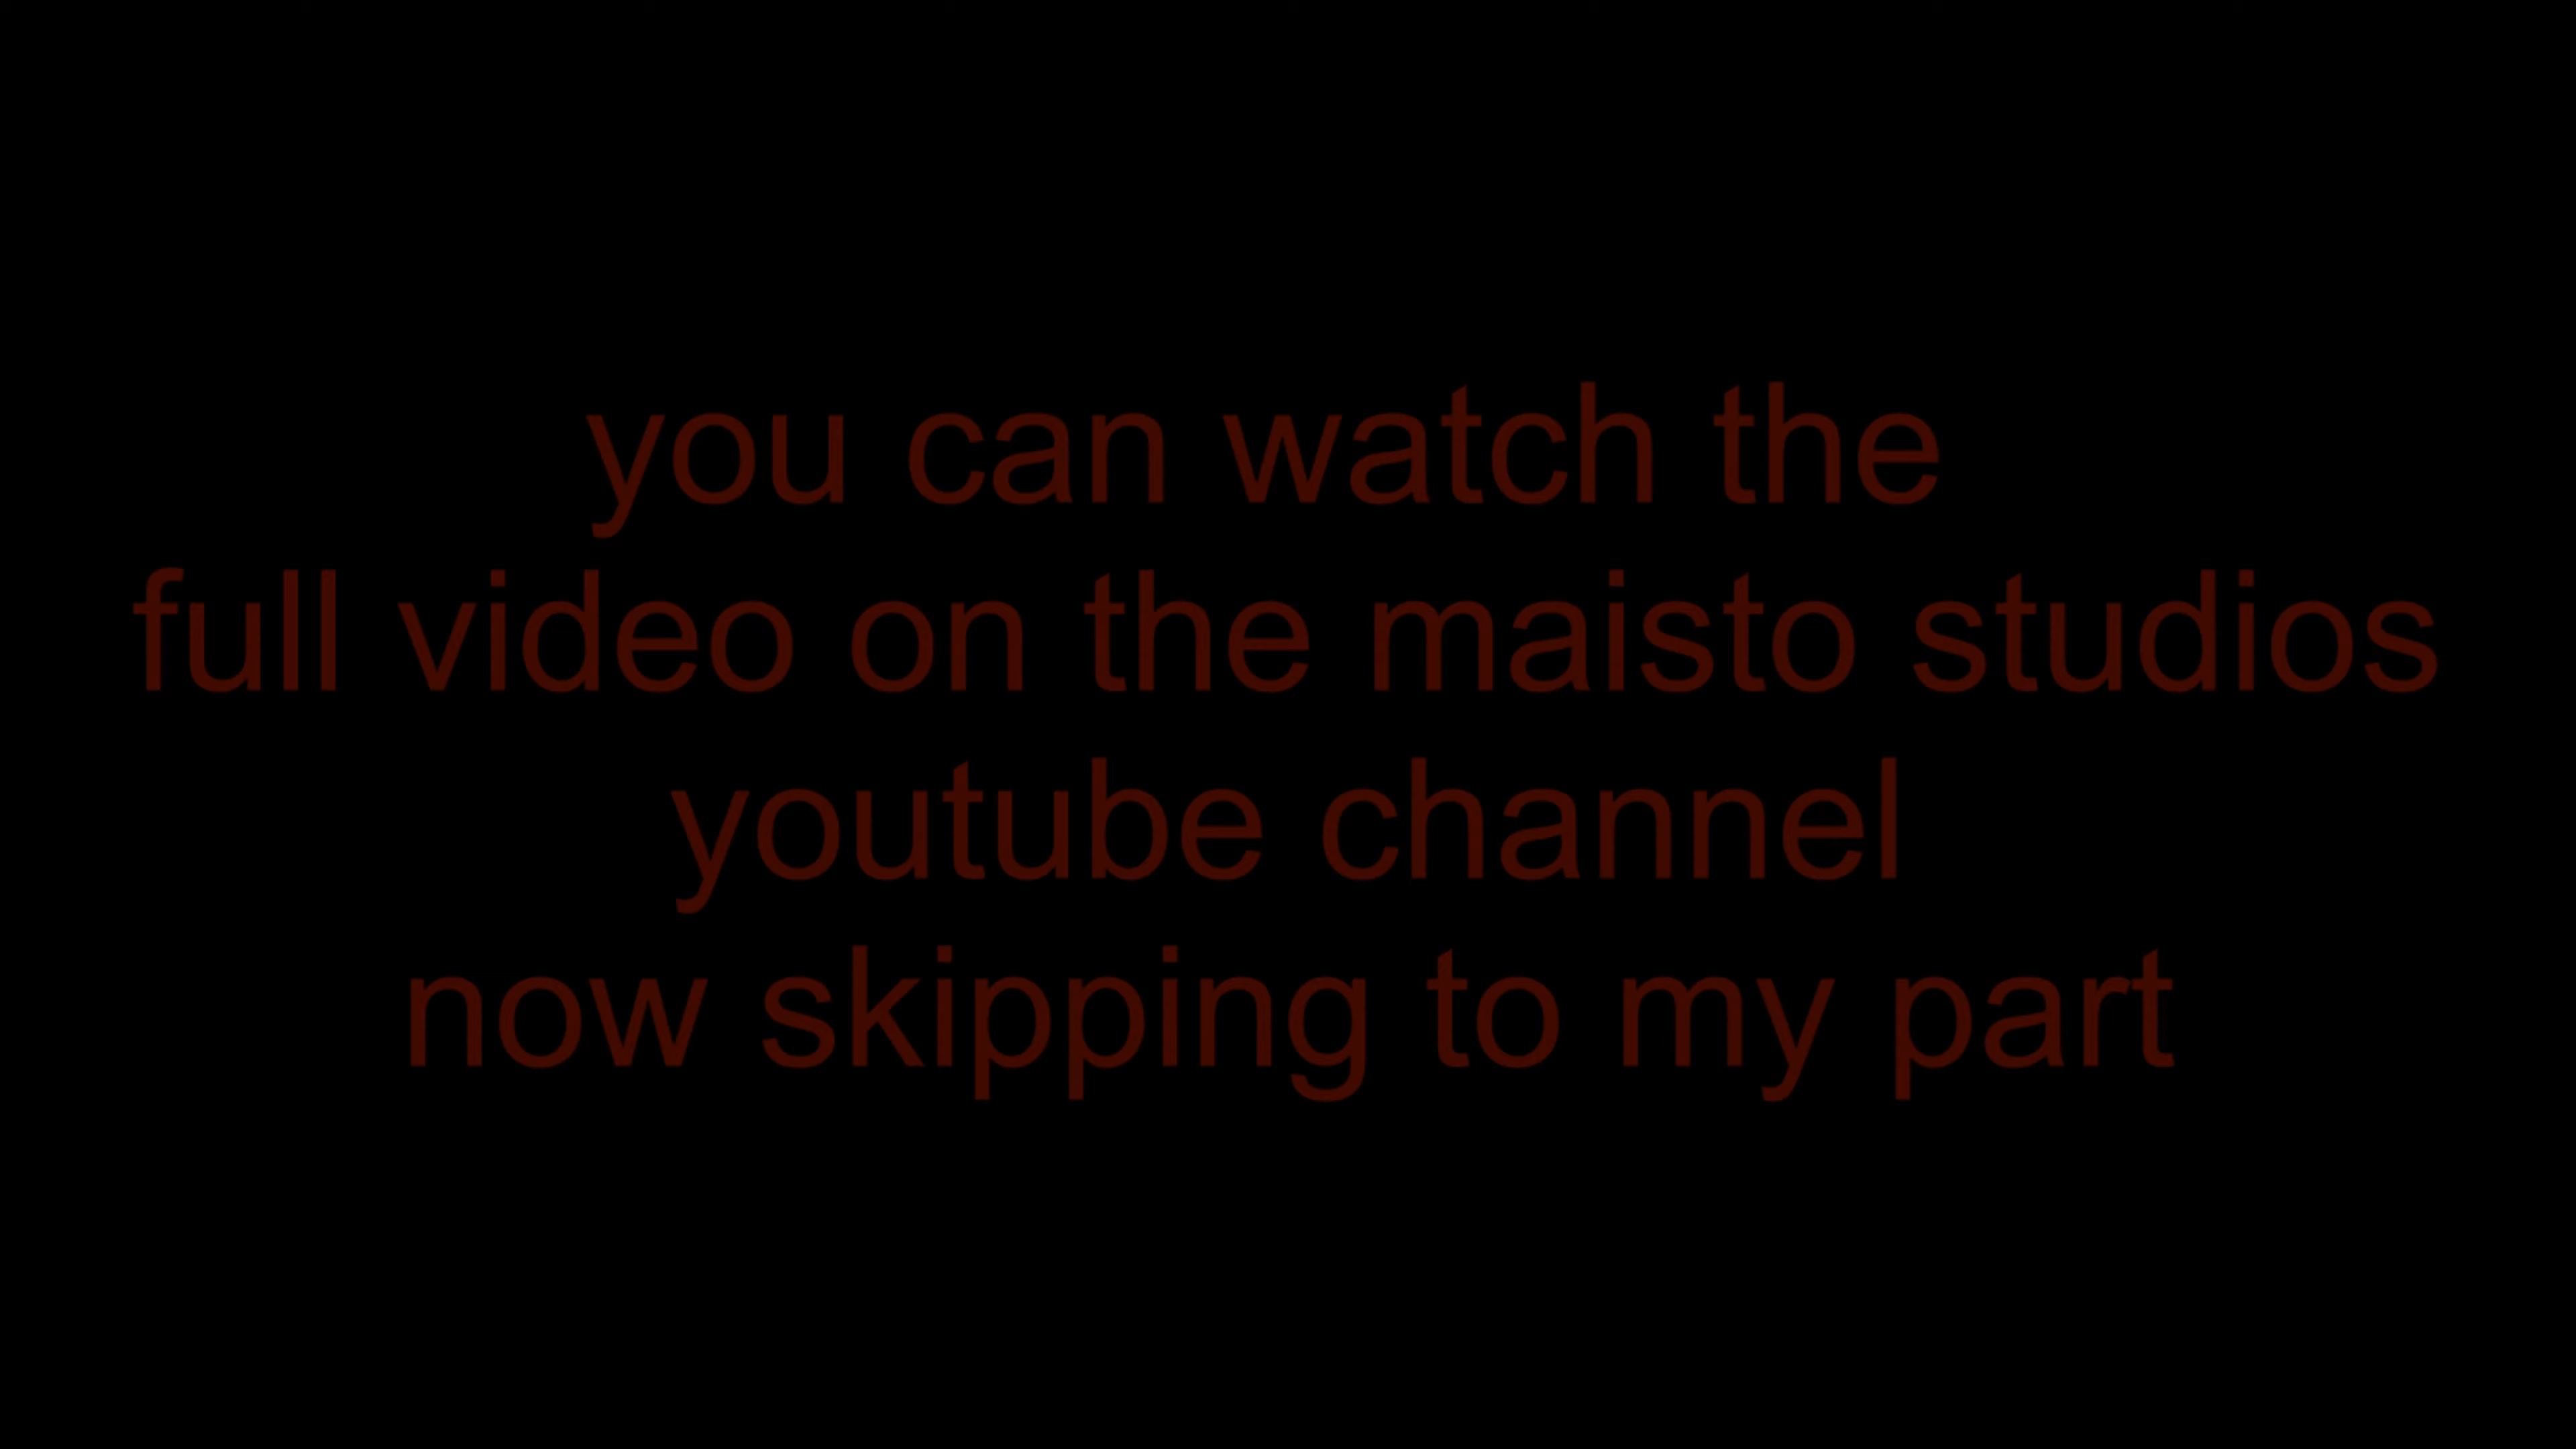 you can watch the
full video on the maisto studios
youtube channel
now skipping to my part